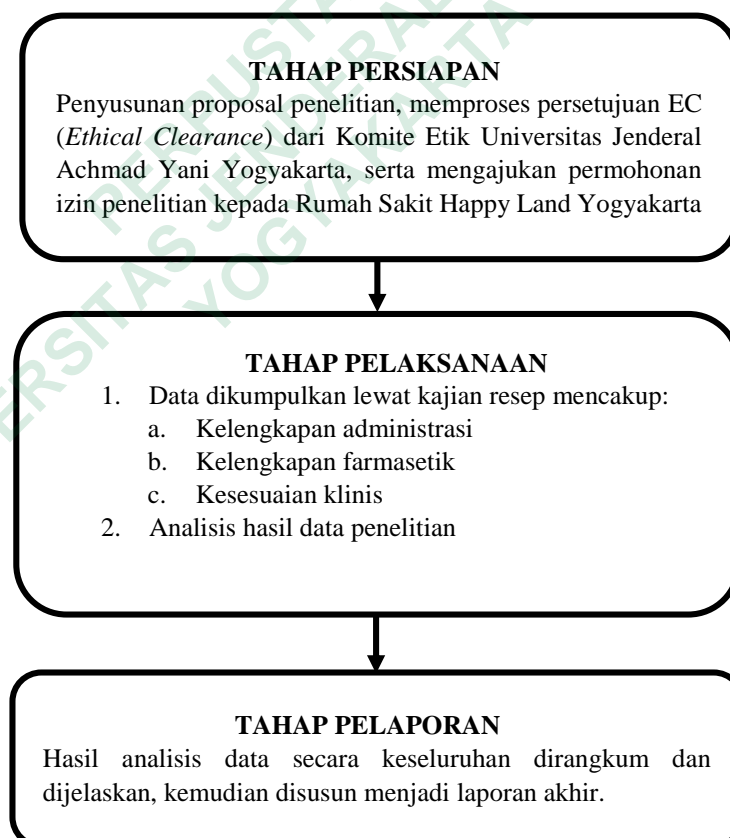 TAHAP PERSIAPAN
Penyusunan proposal penelitian, memproses persetujuan EC
(Ethical Clearance) dari Komite Etik Universitas Jenderal
Achmad Yani Yogyakarta, serta mengajukan permohonan
izin penelitian kepada Rumah Sakit Happy Land Yogyakarta
TAHAP PELAKSANAAN
1. Data dikumpulkan lewat kajian resep mencakup:
a. Kelengkapan administrasi
b. Kelengkapan farmasetik
c. Kesesuaian klinis
2. Analisis hasil data penelitian
TAHAP PELAPORAN
Hasil analisis data secara keseluruhan dirangkum dan
dijelaskan, kemudian disusun menjadi laporan akhir.
YOGYAKARTA